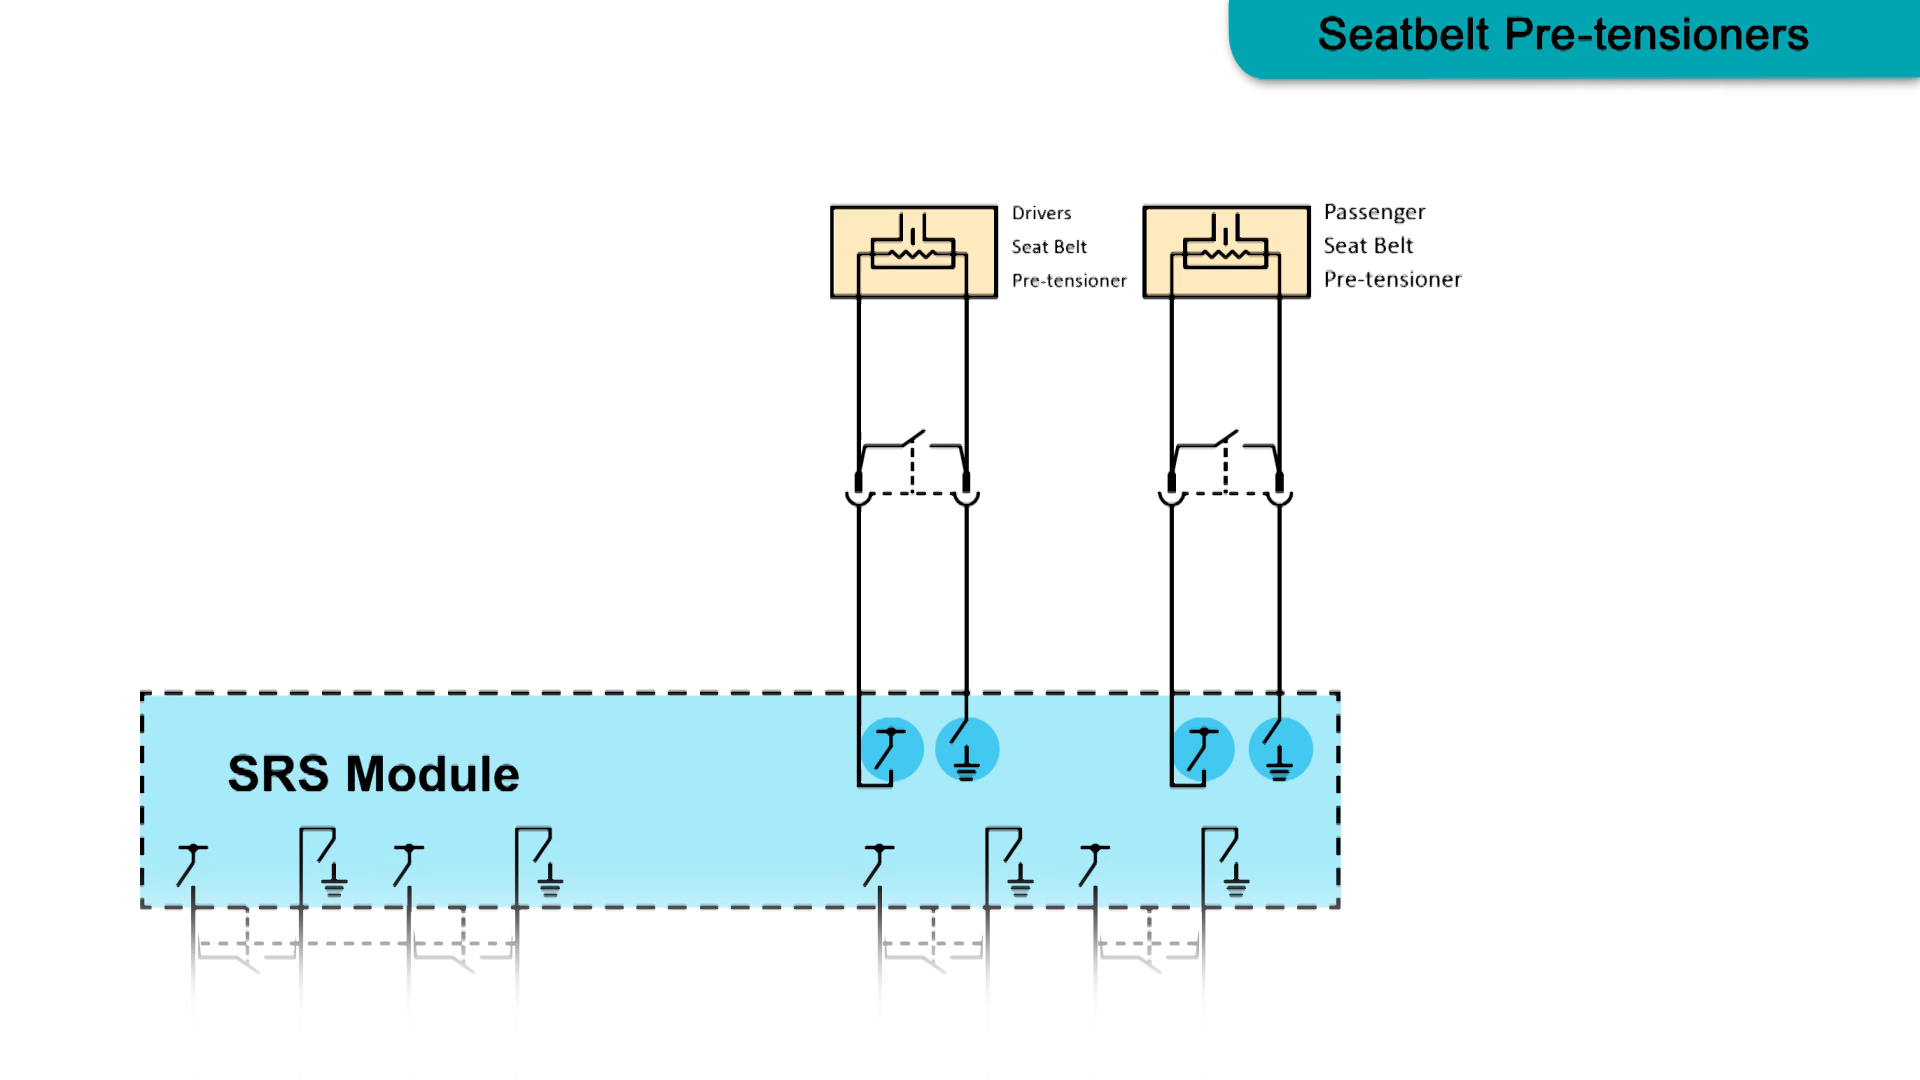 Seatbelt Pre-tensioners
Drivers
Seat Belt
Pre-tensioner
Passenger
Seat Belt
Pre-tensioner
SRS Module